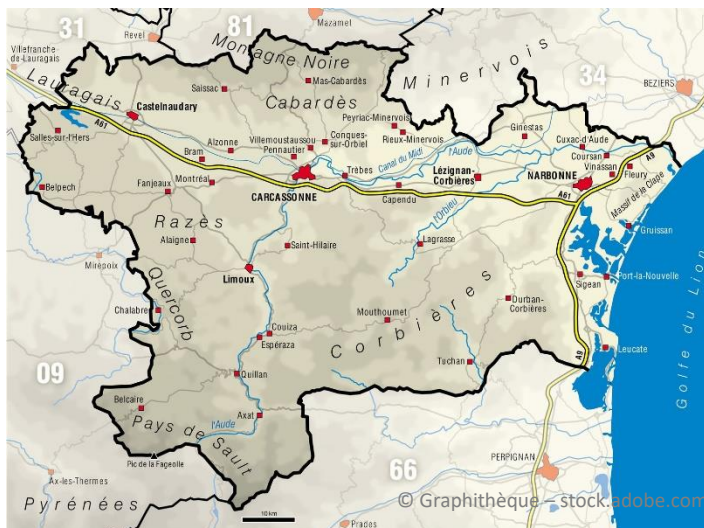 31
81
Mazamet
Revel
Villefranche
de-Lauragais
Montagne Noire
Minervois
34
BEZIERS
Lauragais
Saissac
Mas-Cabardès
Cabardès
Castelnaudary
A61
Salles-sur-l'Hers
Peyriac-Minervois
Rieux-Minervois
Ginestas
Cuxac-d'Aude
Coursan
Vinassan
Fleury
A9
Alzonne
Villemoustaussou
Pennautier
Conques-
sur-Orbiel
Bram
Canal du Midi
l'Aude
Trèbes
Lézignan-
Corbières
NARBONNE
Massif de la Clape
Belpech
Fanjeaux
Montréal
CARCASSONNE
Capendu
A61
l'Orbieu
Razès
Gruissan
Alaigne
Saint-Hilaire
Lagrasse
Mirepoix
Quercorb
Limoux
Sigean
Port-la-Nouvelle
Chalabre
Mouthoumet
Durban-
Corbières
Corbières
Couiza
Espéraza
Tuchan
A9
Leucate
Golfe du Lion
09
Quillan
Belcaire
Axat
l'Aude
Pays de Sault
Pic de la Fageolle
66
PERPIGNAN
Ax-les-Thermes
Pyrénées
10 km
Prades
© Graphithèque – stock.adobe.com